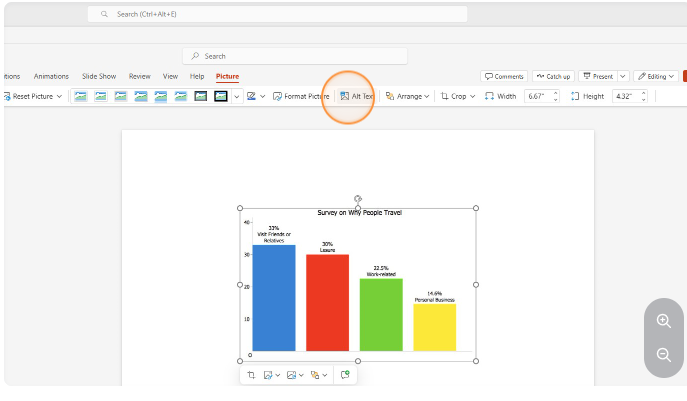 Search (Ctrl+Alt+E)
Search
itions Animations Slide Show Review View Help Picture
Comments Catch up Present Editing
Reset Picture Format Picture Alt Text Arrange Crop Width 6.67" Height 4.32"
Survey on Why People Travel
40
33%
Visit Friends or
Relatives
30%
Leisure
30
22.5%
Work-related
20
14.6%
Personal Business
10
0